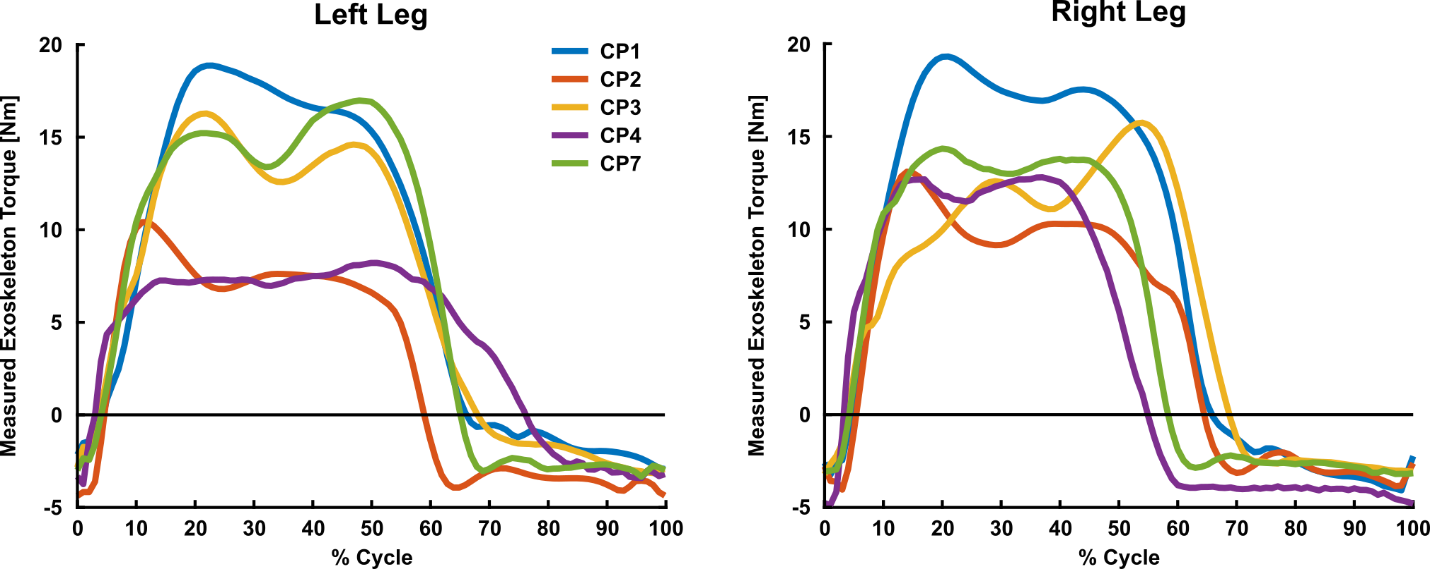 Left Leg
Measured Exoskeleton Torque [Nm]
20
15
10
5
0
-5
0 10 20 30 40 50 60 70 80 90 100
% Cycle
CP1
CP2
CP3
CP4
CP7
Right Leg
Measured Exoskeleton Torque [Nm]
20
15
10
5
0
-5
0 10 20 30 40 50 60 70 80 90 100
% Cycle